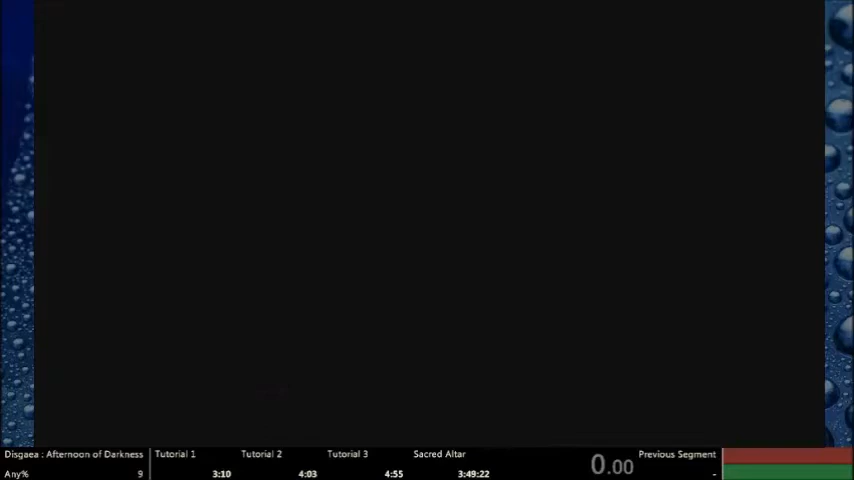 Disgaea : Afternoon of Darkness Tutorial 1 Tutorial 2 Tutorial 3 Sacred Altar 0.00 Previous Segment
Any% 9 3:10 4:03 4:55 3:49:22 -